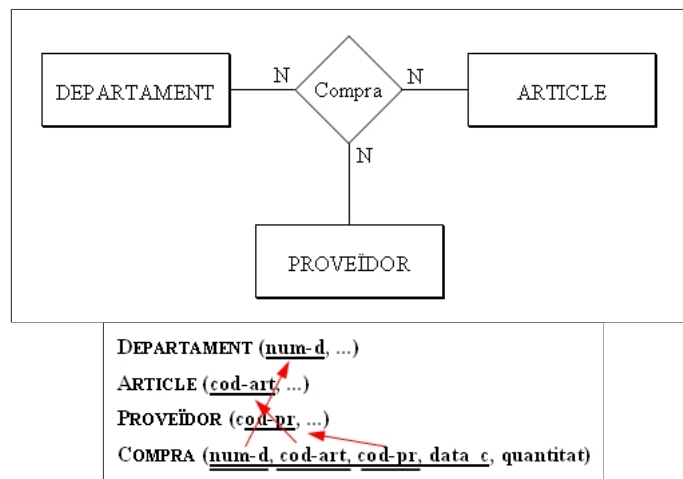 DEPARTAMENT N Compra N ARTICLE
N
PROVEÏDOR
DEPARTAMENT (num-d, ...)
ARTICLE (cod-art, ...)
PROVEÏDOR (cod-pr, ...)
COMPRA (num-d, cod-art, cod-pr, data_c, quantitat)